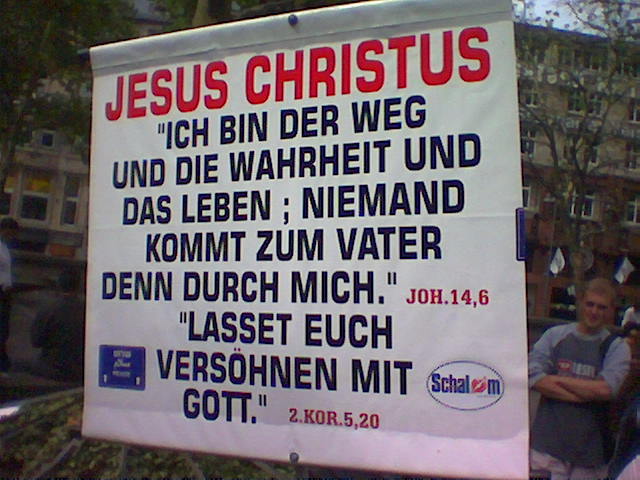 JESUS CHRISTUS
"ICH BIN DER WEG
UND DIE WAHRHEIT UND
DAS LEBEN ; NIEMAND
KOMMT ZUM VATER
DENN DURCH MICH." JOH.14,6
"LASSET EUCH
VERSÖHNEN MIT
GOTT." 2.KOR.5,20
Schalom